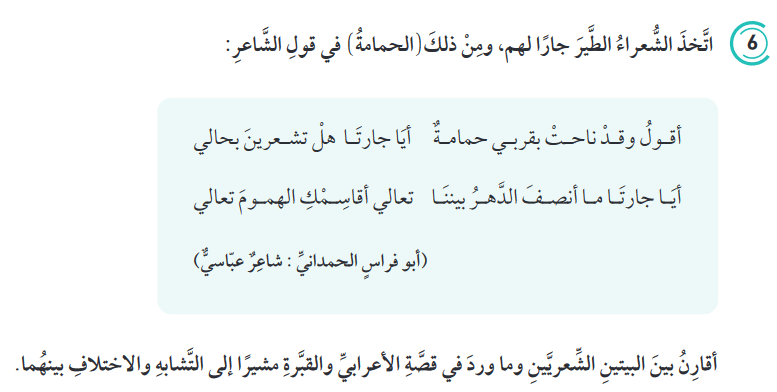 6 اتَّخذَ الشُّعراءُ الطَّيرَ جارًا لهم، ومِنْ ذلكَ (الحمامةُ) في قولِ الشَّاعرِ:
أقـولُ وقـدْ ناحـتْ بقربـي حمامـةٌ أيَا جارتَـا هلْ تشـعرينَ بحالي
أيَـا جارتَـا مـا أنصـفَ الدَّهـرُ بيننَـا تعالي أقاسِـمْكِ الهمـومَ تعالي
(أبو فراسٍ الحمدانيِّ : شاعِرٌ عبّاسيٌّ)
أقارِنُ بينَ البيتينِ الشِّعريَّينِ وما وردَ في قصَّةِ الأعرابيِّ والقبَّرةِ مشيرًا إلى التَّشابهِ والاختلافِ بينهُما.